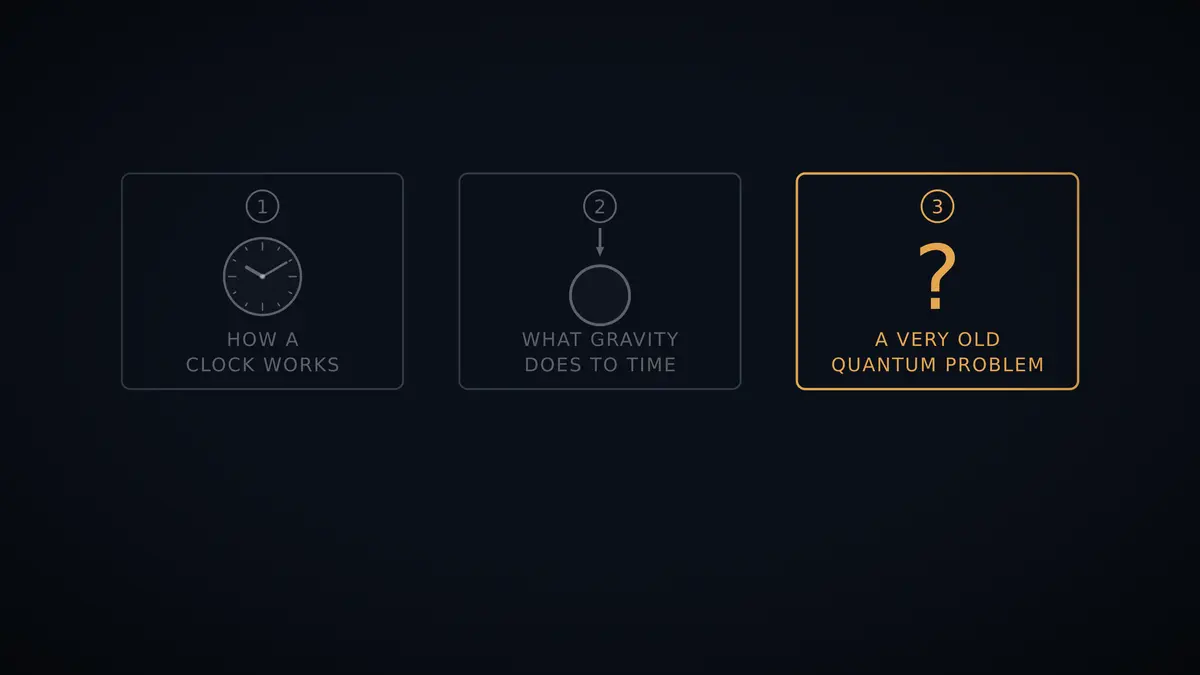 1
HOW A
CLOCK WORKS
2
WHAT GRAVITY
DOES TO TIME
3
?
A VERY OLD
QUANTUM PROBLEM